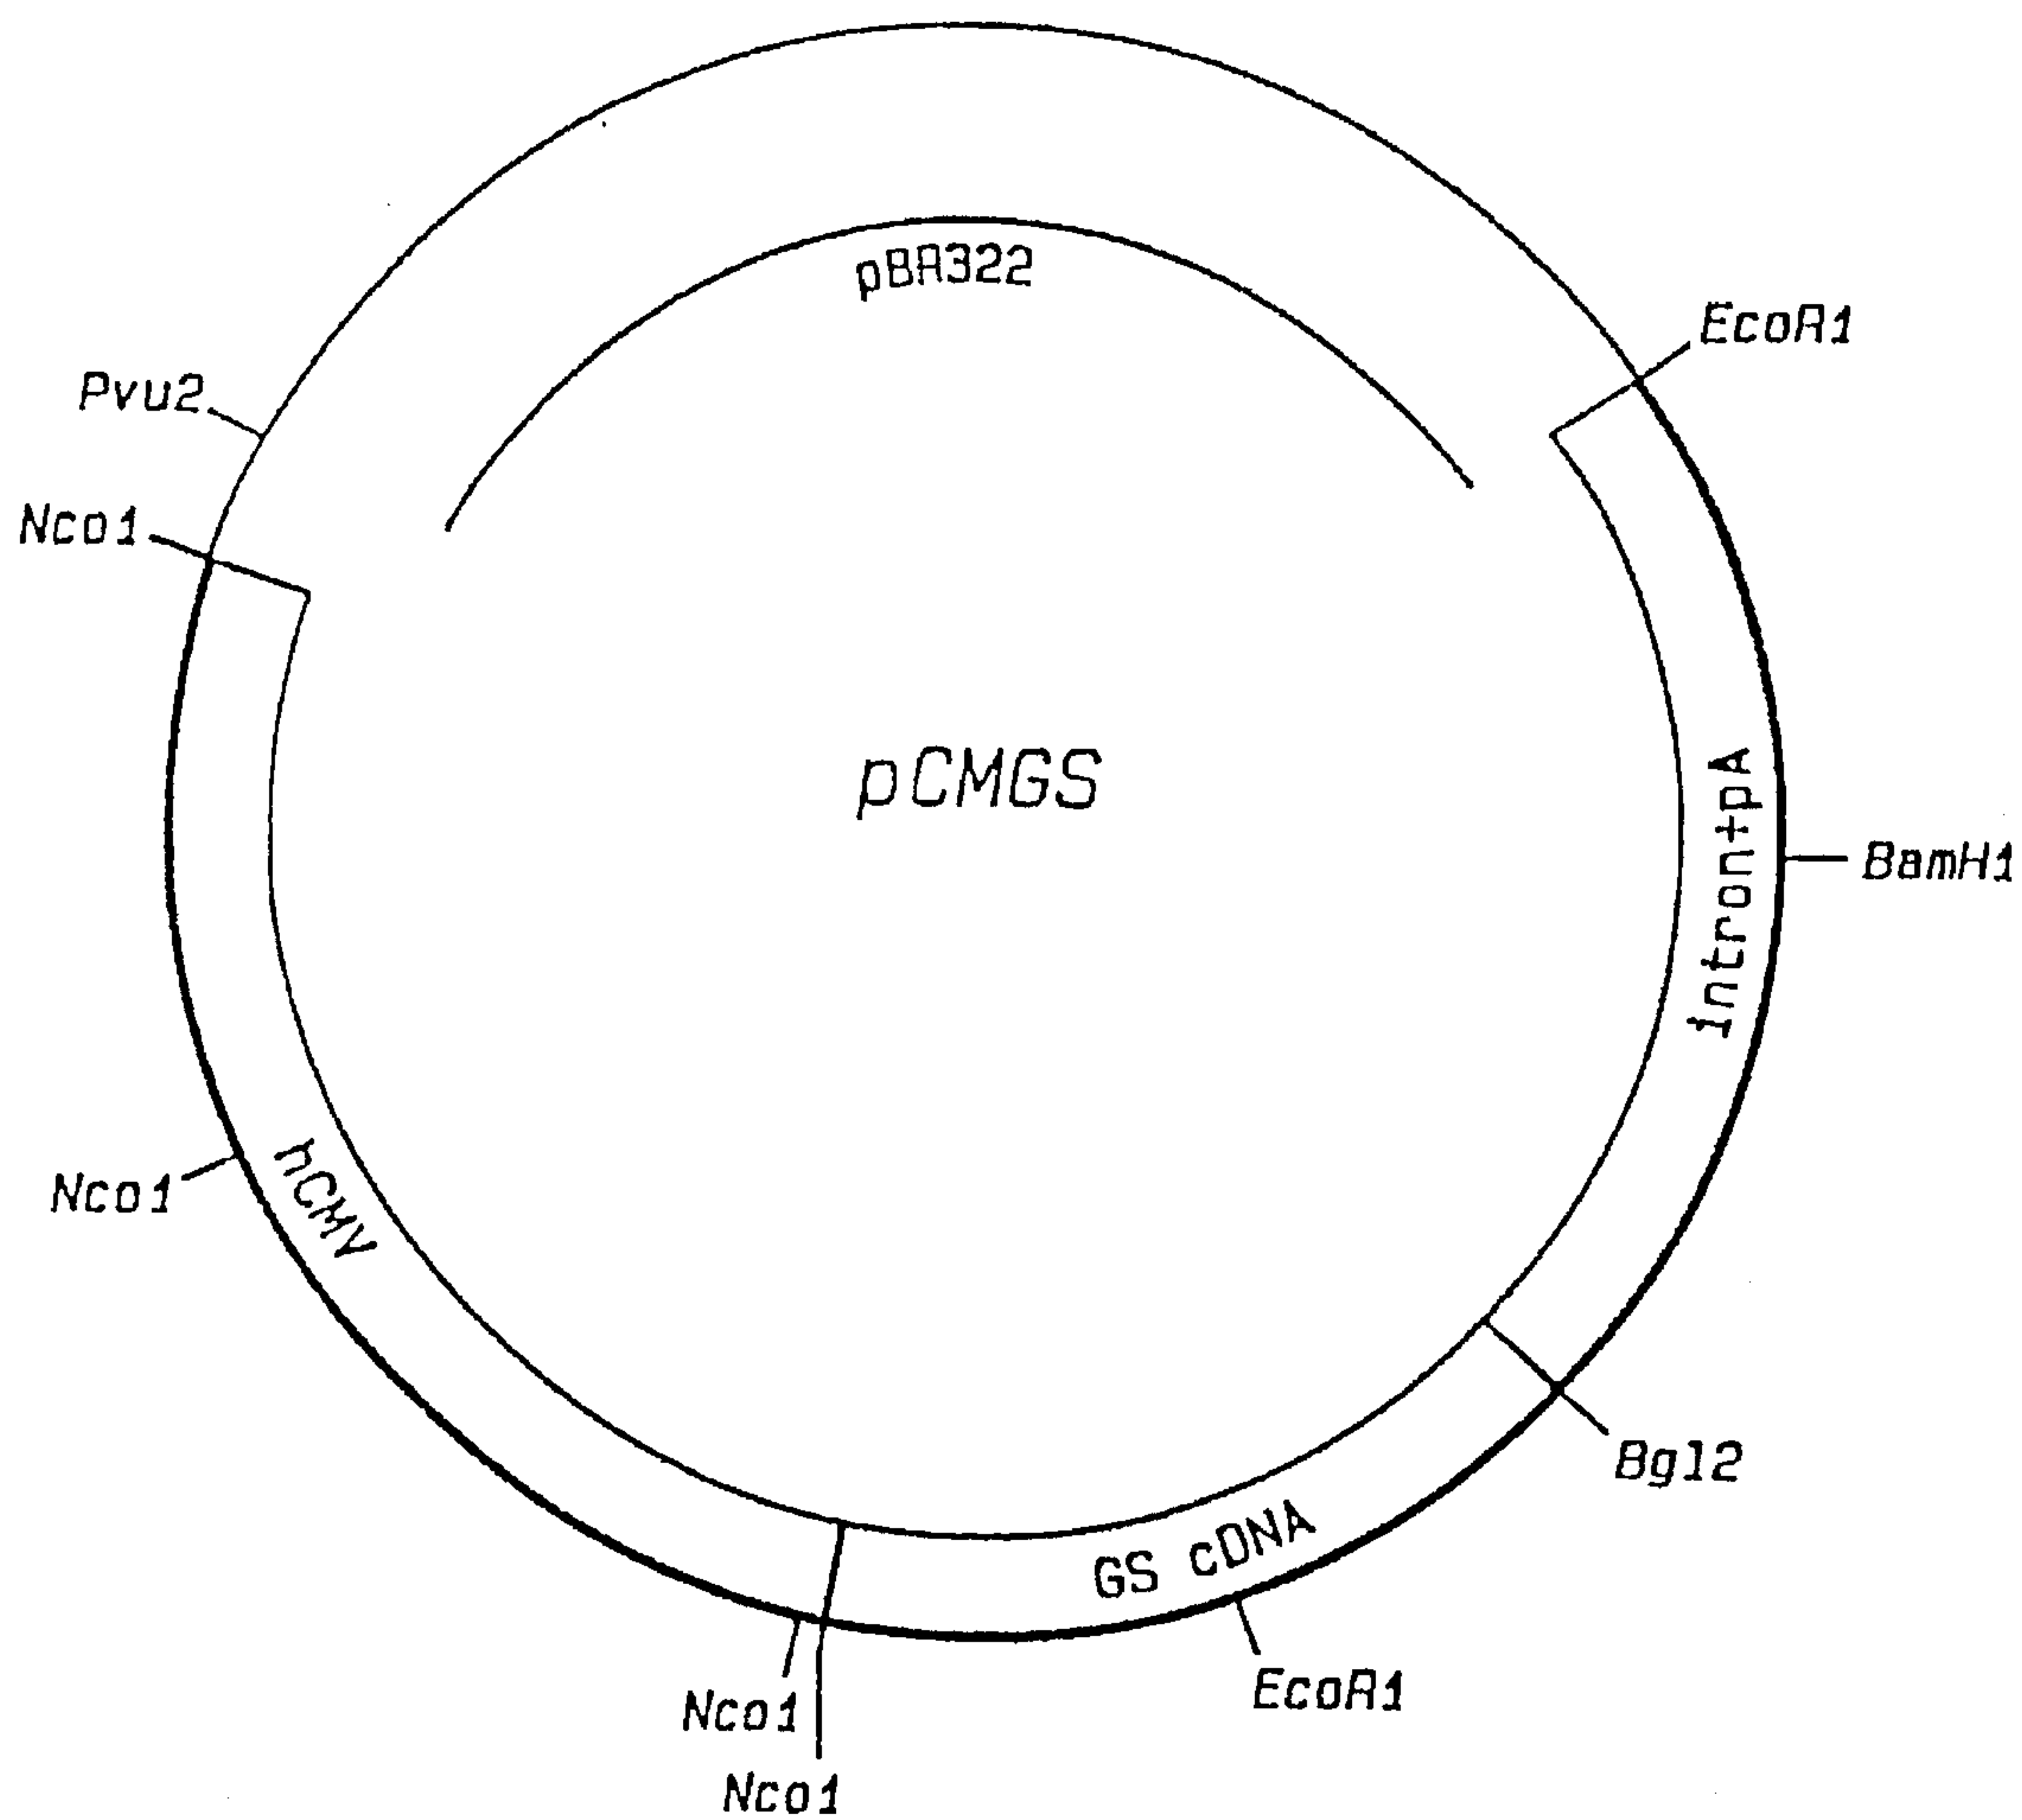 pBR322
EcoR1
Pvu2
Nco1
pCMGS
Intron+pA
BamH1
Nco1
hCMV
Bgl2
GS cDNA
EcoR1
Nco1
Nco1